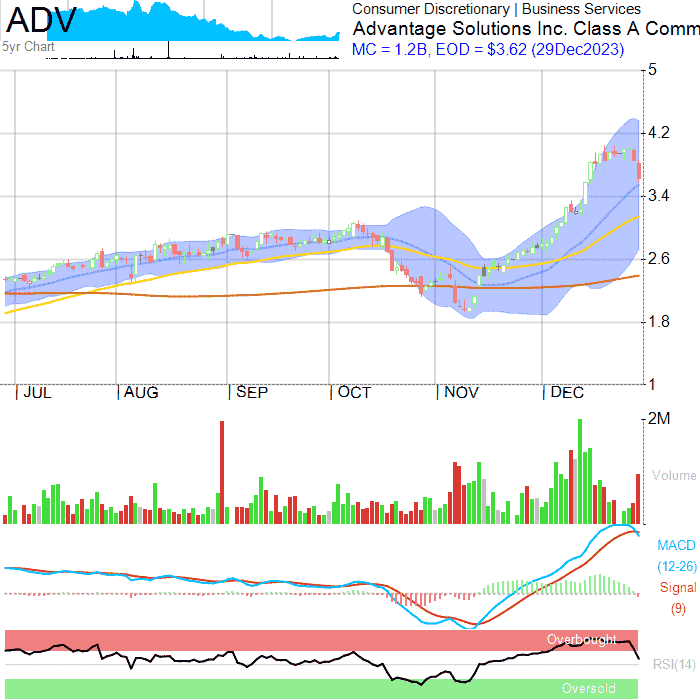 ADV
5yr Chart
Consumer Discretionary | Business Services
Advantage Solutions Inc. Class A Comm
MC = 1.2B, EOD = $3.62 (29Dec2023)
5
4.2
3.4
2.6
1.8
1
JUL
AUG
SEP
OCT
NOV
DEC
2M
Volume
MACD
(12-26)
Signal
(9)
Overbought
RSI(14)
Oversold